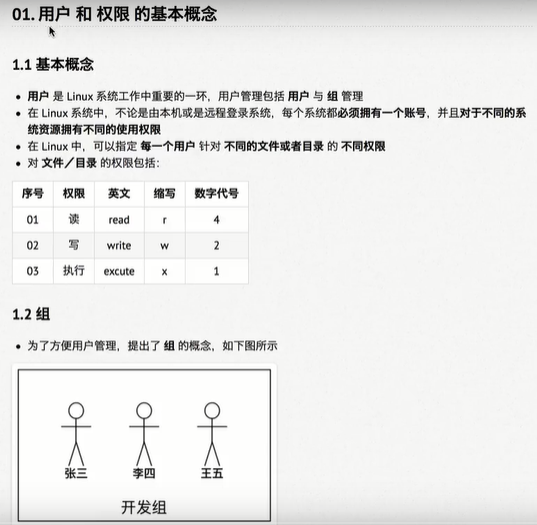 01. 用户 和 权限 的基本概念
1.1 基本概念
• 用户 是 Linux 系统工作中重要的一环，用户管理包括 用户 与 组 管理
• 在 Linux 系统中，不论是由本机或是远程登录系统，每个系统都必须拥有一个账号，并且对于不同的系
统资源拥有不同的使用权限
• 在 Linux 中，可以指定 每一个用户 针对 不同的文件或者目录 的 不同权限
• 对 文件／目录 的权限包括：
序号 权限 英文 缩写 数字代号
01 读 read r 4
02 写 write w 2
03 执行 excute x 1
1.2 组
• 为了方便用户管理，提出了 组 的概念，如下图所示
张三 李四 王五
开发组